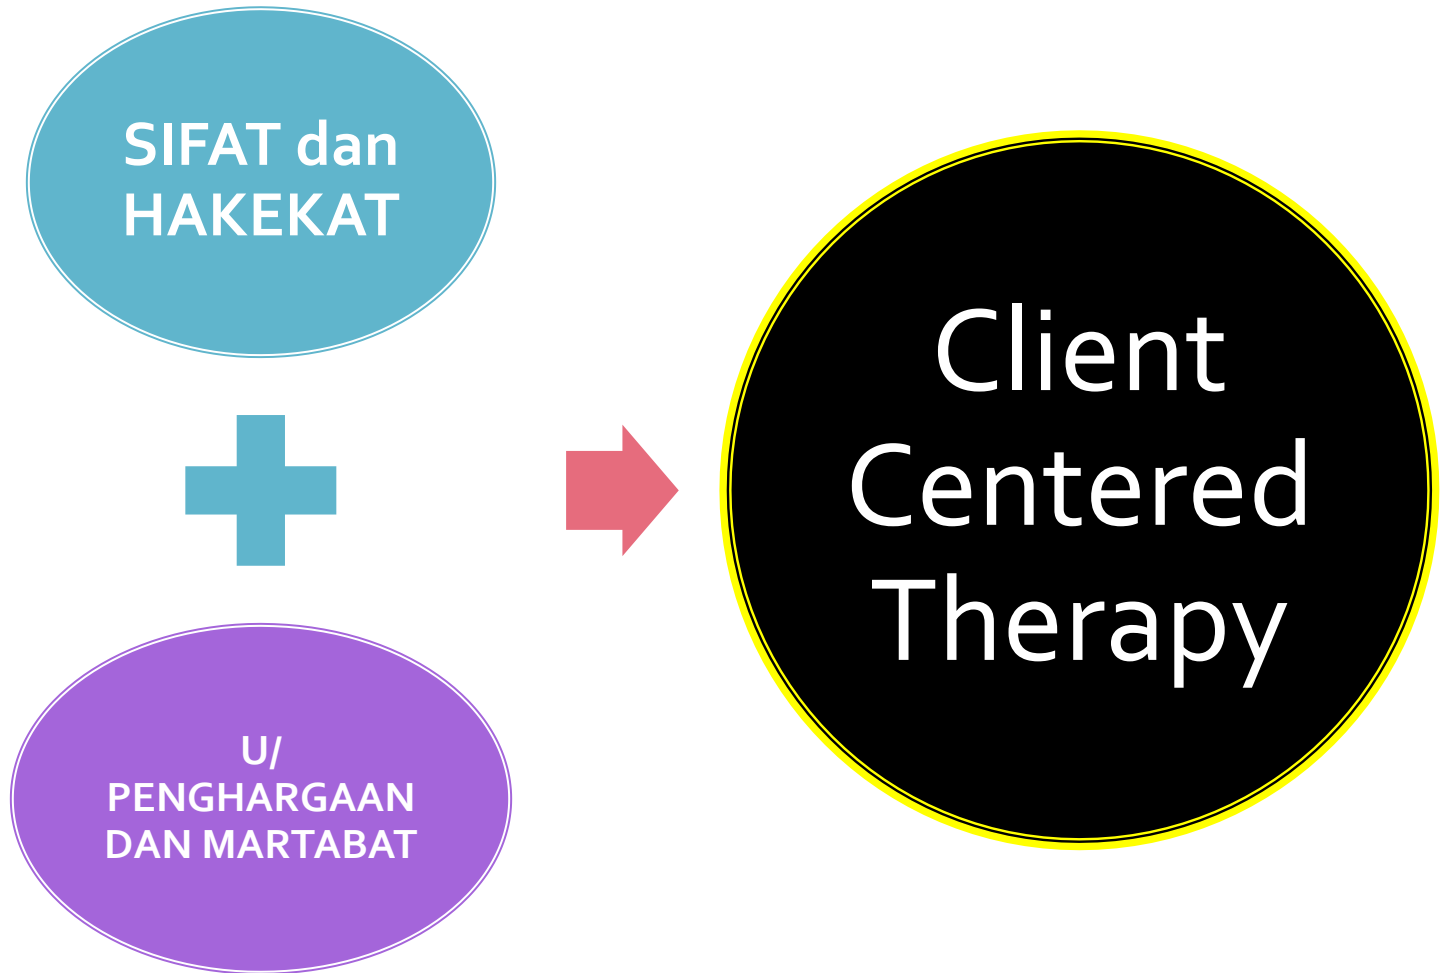 SIFAT dan
HAKEKAT
U/
PENGHARGAAN
DAN MARTABAT
Client
Centered
Therapy